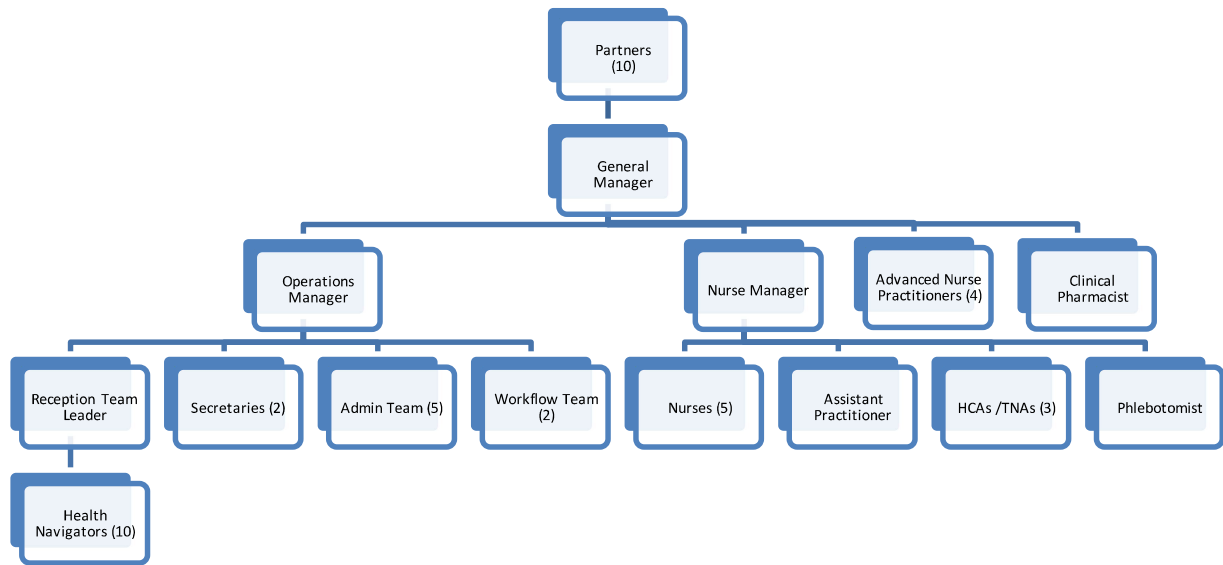 Partners
(10)
General
Manager
Operations
Manager
Nurse Manager
Advanced Nurse
Practitioners (4)
Clinical
Pharmacist
Reception Team
Leader
Secretaries (2)
Admin Team (5)
Workflow Team
(2)
Nurses (5)
Assistant
Practitioner
HCAs /TNAs (3)
Phlebotomist
Health
Navigators (10)